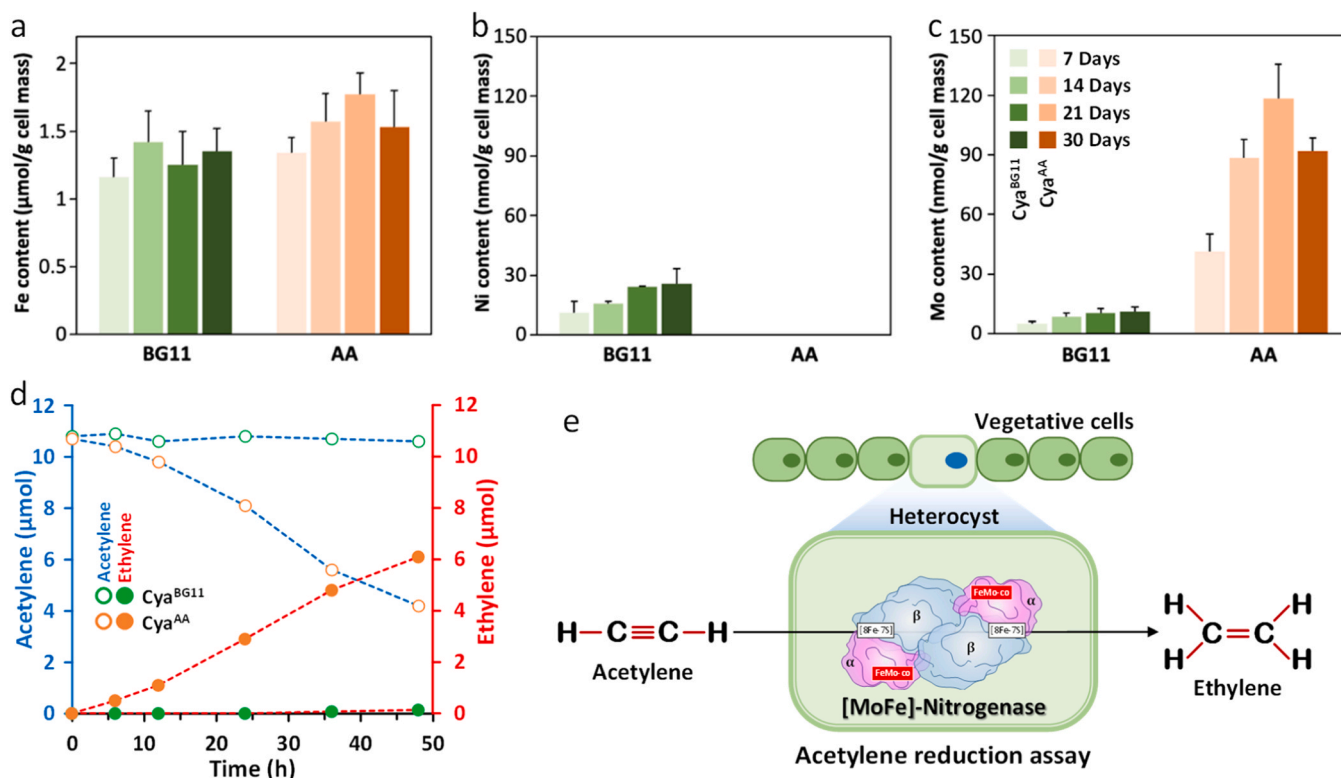 a
Fe content (µmol/g cell mass)
2
1.5
1
0.5
0
BG11 AA
b
Ni content (nmol/g cell mass)
150
120
90
60
30
0
BG11 AA
c
Mo content (nmol/g cell mass)
150
120
90
60
30
0
7 Days
14 Days
21 Days
30 Days
Cya^BG11
Cya^AA
BG11 AA
d
Acetylene (µmol)
12
10
8
6
4
2
0
Acetylene
Ethylene
Cya^BG11
Cya^AA
12
10
8
6
4
2
0
Ethylene (µmol)
0 10 20 30 40 50
Time (h)
e
Vegetative cells
Heterocyst
FeMo-co α
β
[8Fe-7S] [8Fe-7S]
β
α FeMo-co
[MoFe]-Nitrogenase
H–C≡C–H
Acetylene
H H
C=C
H H
Ethylene
Acetylene reduction assay